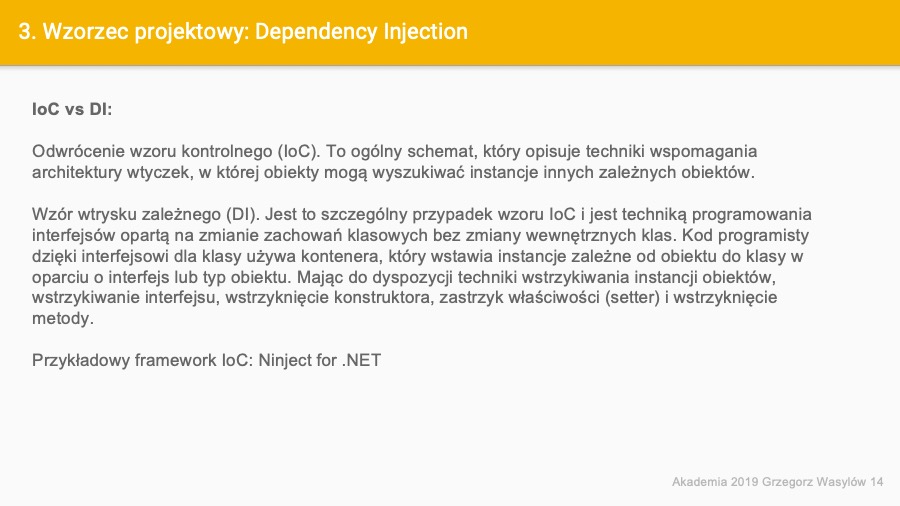 3. Wzorzec projektowy: Dependency Injection
IoC vs DI:
Odwrócenie wzoru kontrolnego (IoC). To ogólny schemat, który opisuje techniki wspomagania
architektury wtyczek, w której obiekty mogą wyszukiwać instancje innych zależnych obiektów.
Wzór wtrysku zależnego (DI). Jest to szczególny przypadek wzoru IoC i jest techniką programowania
interfejsów opartą na zmianie zachowań klasowych bez zmiany wewnętrznych klas. Kod programisty
dzięki interfejsowi dla klasy używa kontenera, który wstawia instancje zależne od obiektu do klasy w
oparciu o interfejs lub typ obiektu. Mając do dyspozycji techniki wstrzykiwania instancji obiektów,
wstrzykiwanie interfejsu, wstrzyknięcie konstruktora, zastrzyk właściwości (setter) i wstrzyknięcie
metody.
Przykładowy framework IoC: Ninject for .NET
Akademia 2019 Grzegorz Wasylów 14